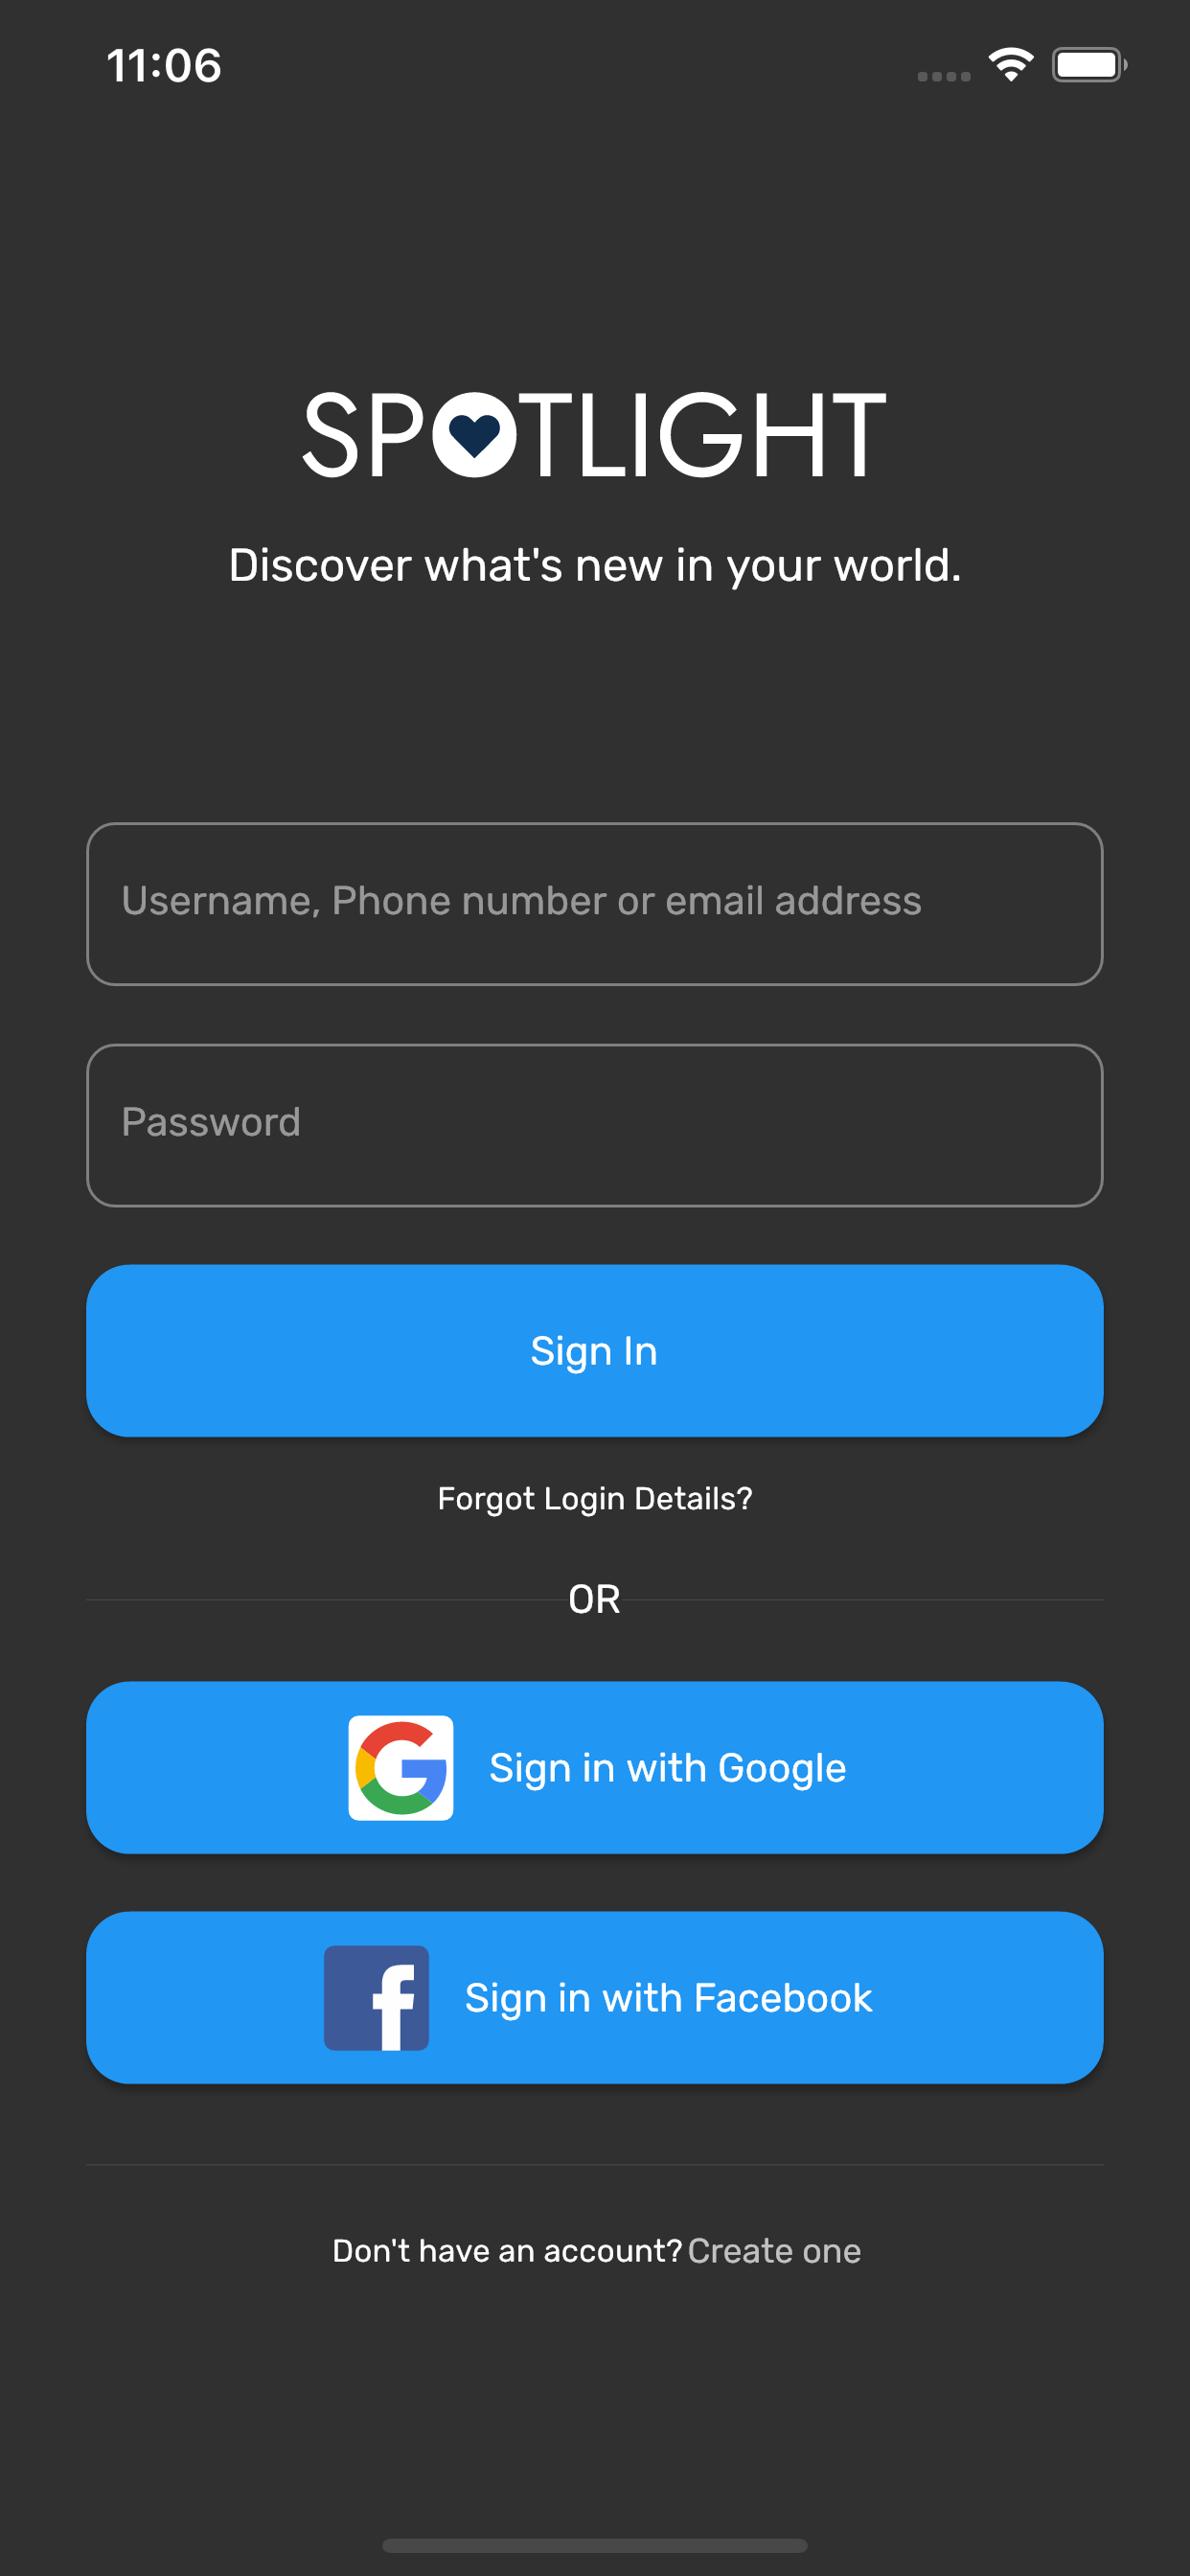 11:06
SPOTLIGHT
Discover what's new in your world.
Username, Phone number or email address
Password
Sign In
Forgot Login Details?
OR
Sign in with Google
Sign in with Facebook
Don't have an account? Create one